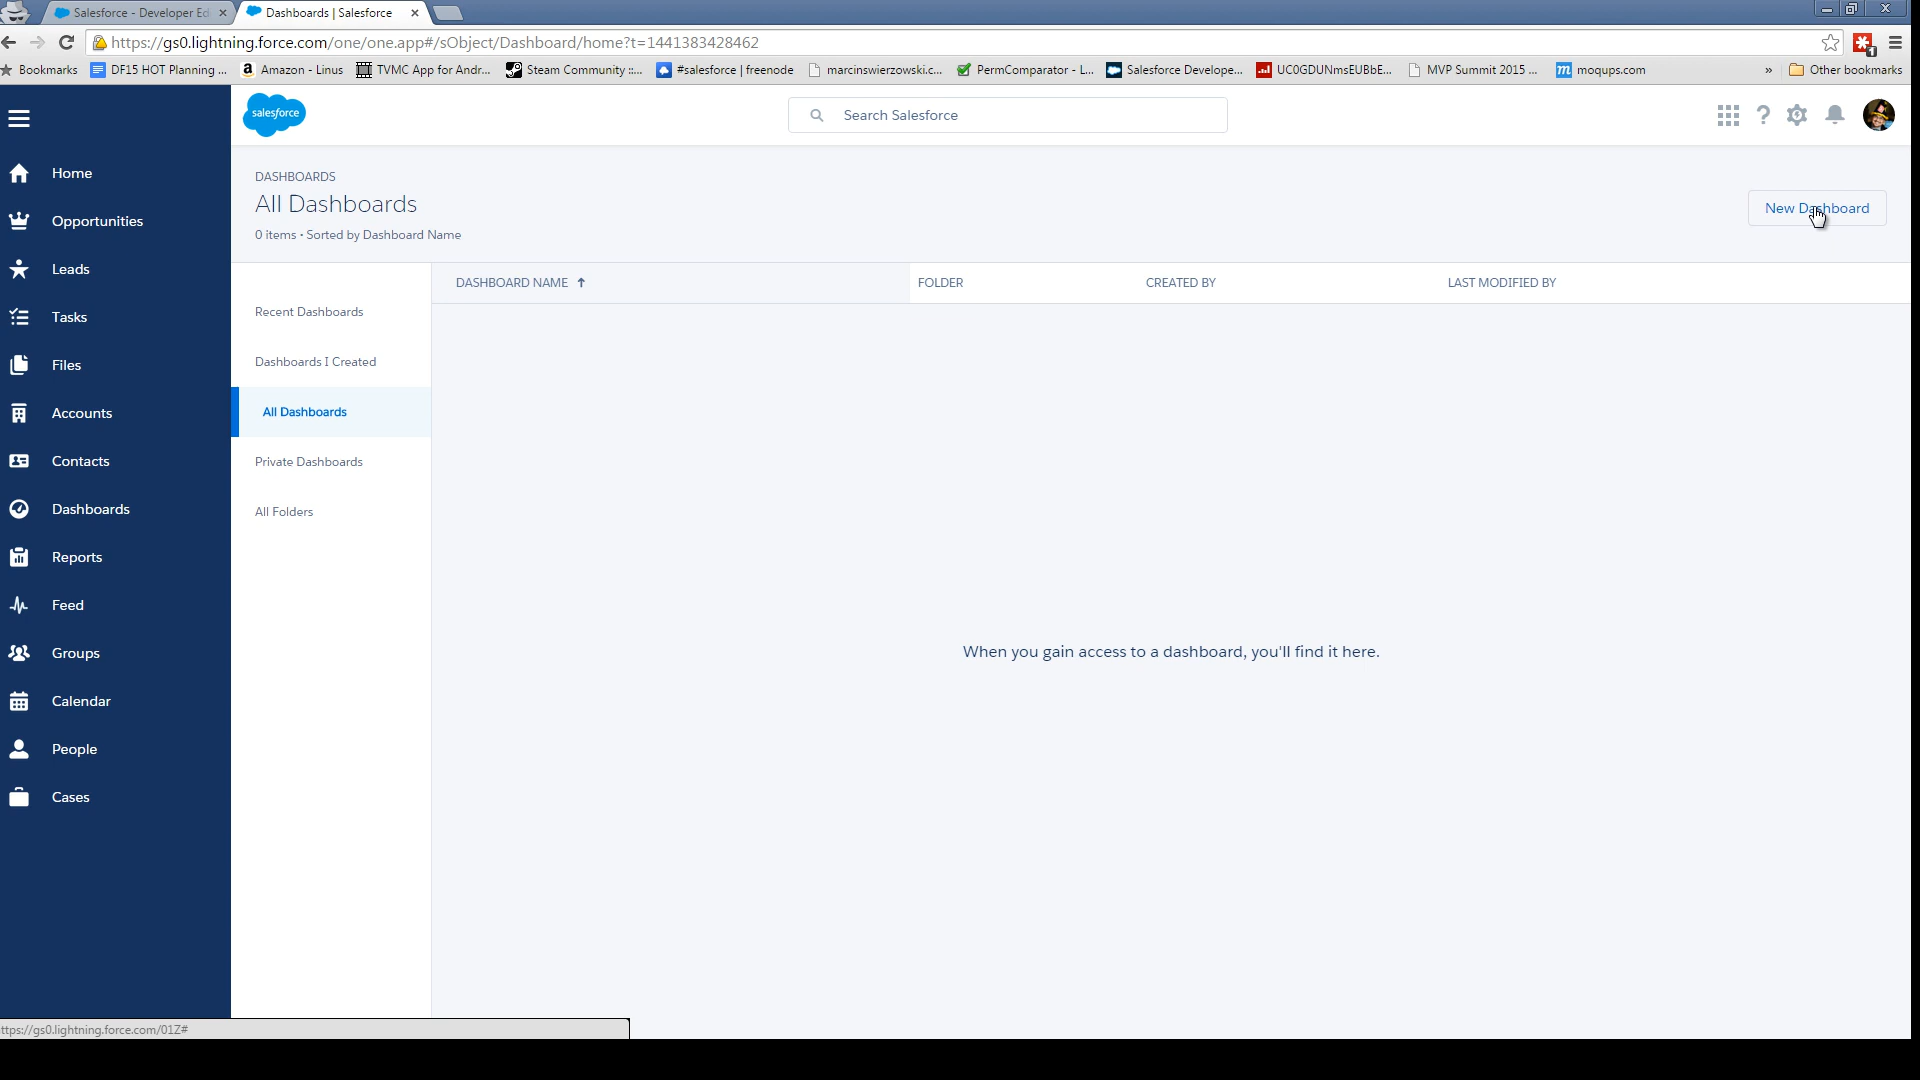 Salesforce - Developer Ed
Dashboards | Salesforce
https://gs0.lightning.force.com/one/one.app#/sObject/Dashboard/home?t=1441383428462
Bookmarks
DF15 HOT Planning ...
Amazon - Linus
TVMC App for Andr...
Steam Community ::...
#salesforce | freenode
marcinswierzowski.c...
PermComparator - L...
Salesforce Develope...
UC0GDUNmsEUBbE...
MVP Summit 2015 ...
moqups.com
»
Other bookmarks
salesforce
Search Salesforce
Home
Opportunities
Leads
Tasks
Files
Accounts
Contacts
Dashboards
Reports
Feed
Groups
Calendar
People
Cases
DASHBOARDS
All Dashboards
0 items • Sorted by Dashboard Name
New Dashboard
Recent Dashboards
Dashboards I Created
All Dashboards
Private Dashboards
All Folders
DASHBOARD NAME
FOLDER
CREATED BY
LAST MODIFIED BY
When you gain access to a dashboard, you'll find it here.
ttps://gs0.lightning.force.com/01Z#